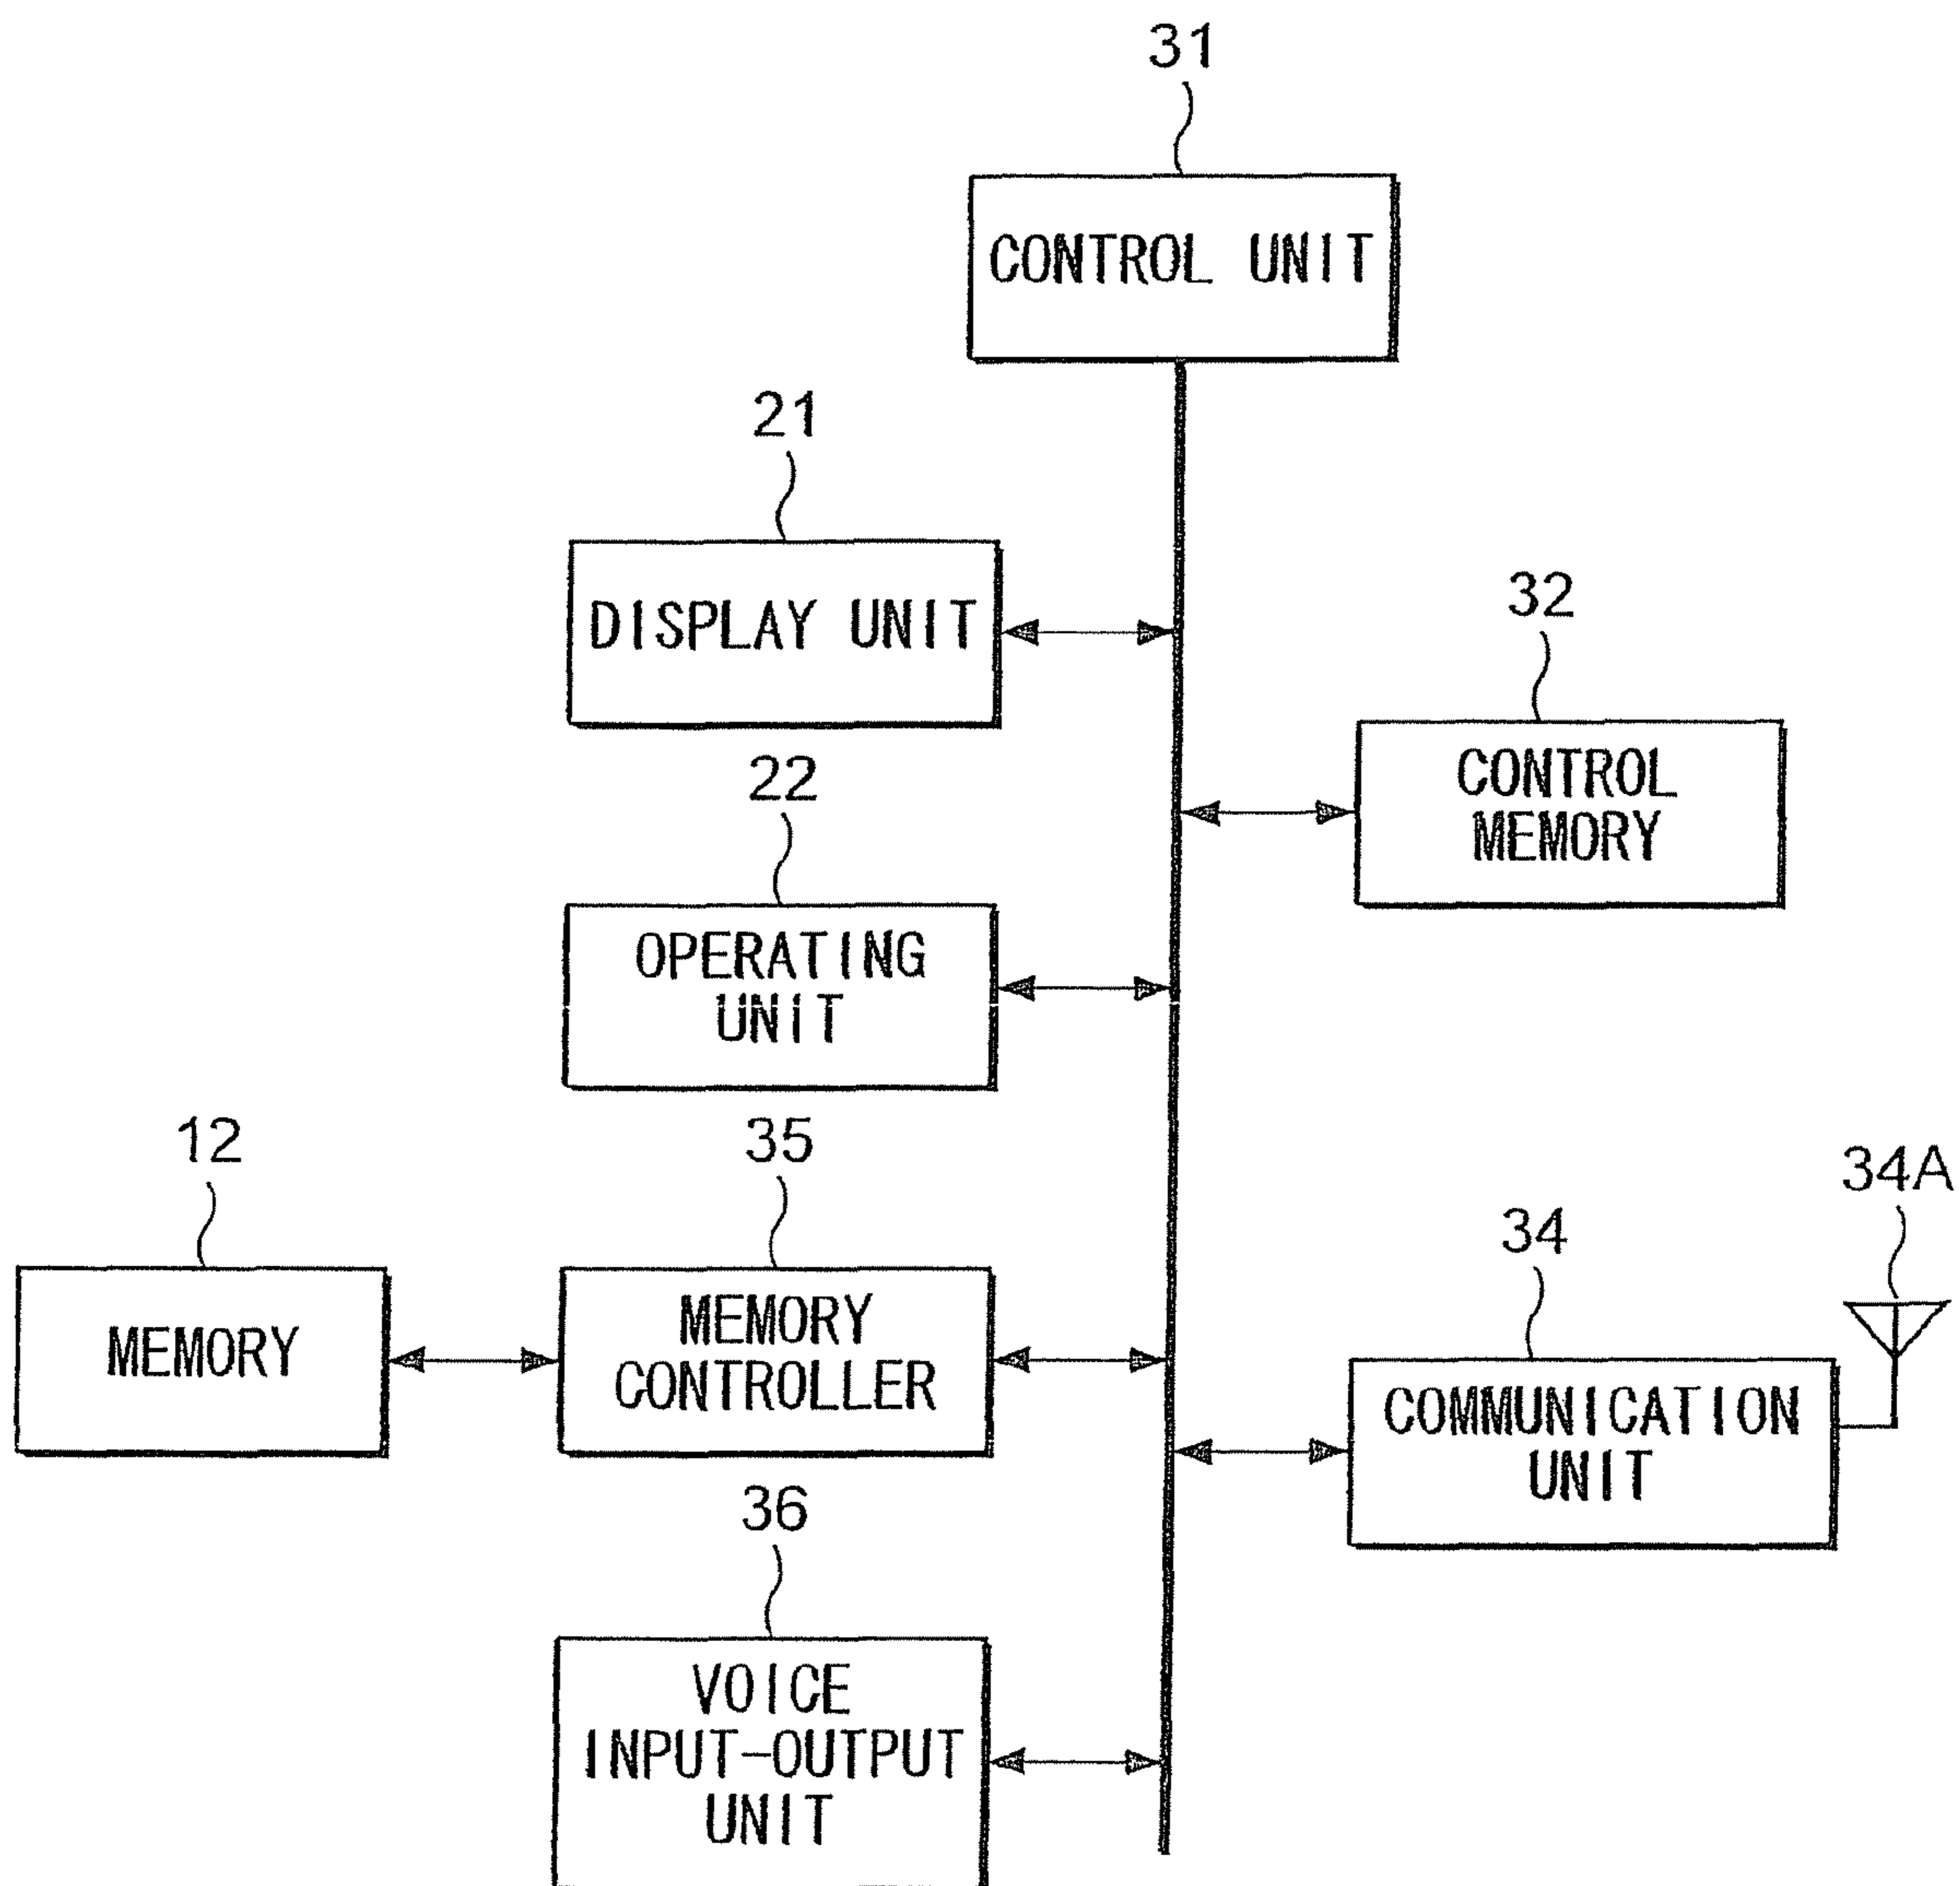 31
CONTROL UNIT
21
DISPLAY UNIT
32
CONTROL
MEMORY
22
OPERATING
UNIT
12
MEMORY
35
MEMORY
CONTROLLER
34A
34
COMMUNICATION
UNIT
36
VOICE
INPUT-OUTPUT
UNIT